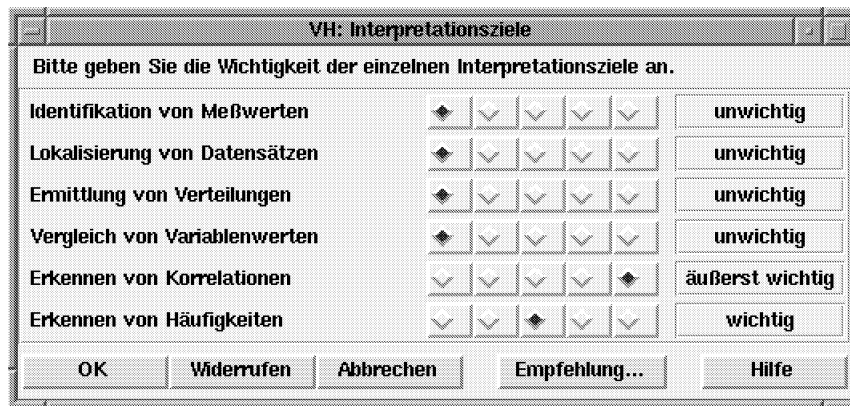 VH: Interpretationsziele
Bitte geben Sie die Wichtigkeit der einzelnen Interpretationsziele an.
Identifikation von Meßwerten unwichtig
Lokalisierung von Datensätzen unwichtig
Ermittlung von Verteilungen unwichtig
Vergleich von Variablenwerten unwichtig
Erkennen von Korrelationen äußerst wichtig
Erkennen von Häufigkeiten wichtig
OK Widerrufen Abbrechen Empfehlung... Hilfe